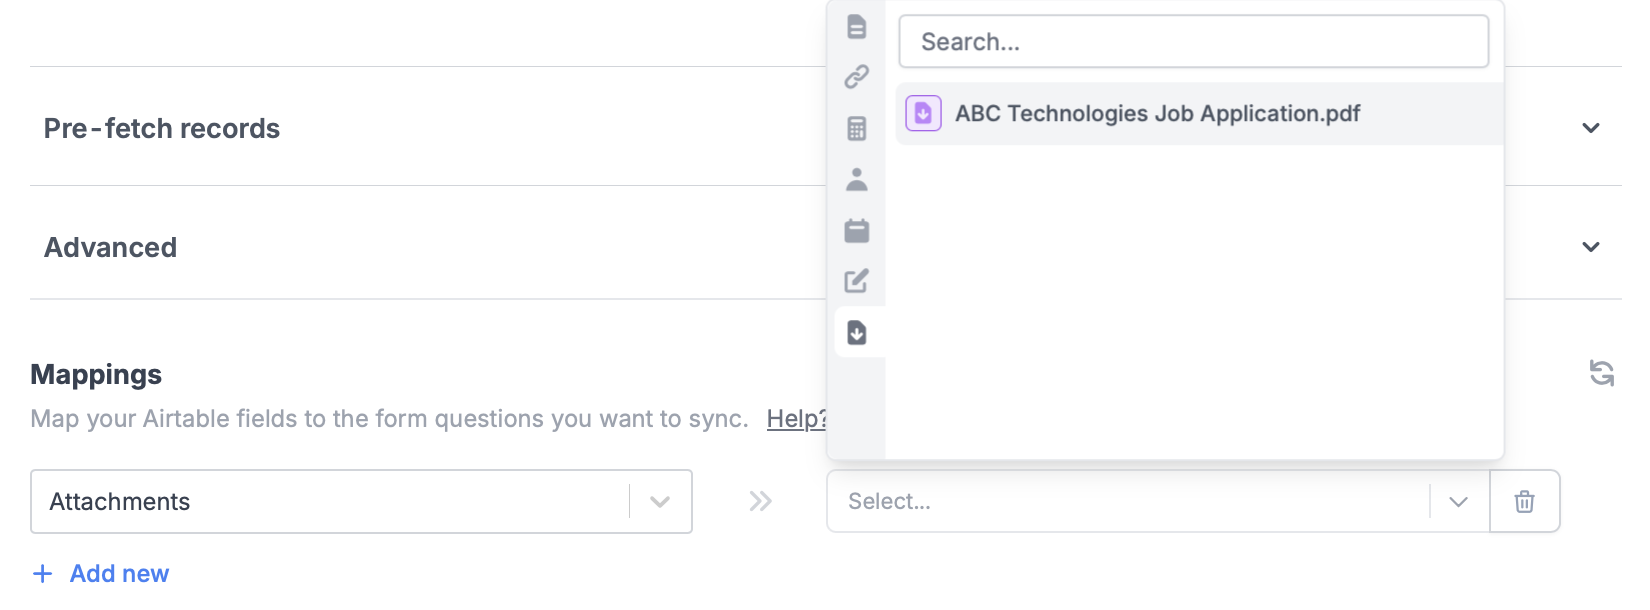 Search...
ABC Technologies Job Application.pdf
Pre-fetch records
Advanced
Mappings
Map your Airtable fields to the form questions you want to sync. Help?
Attachments
Select...
+ Add new